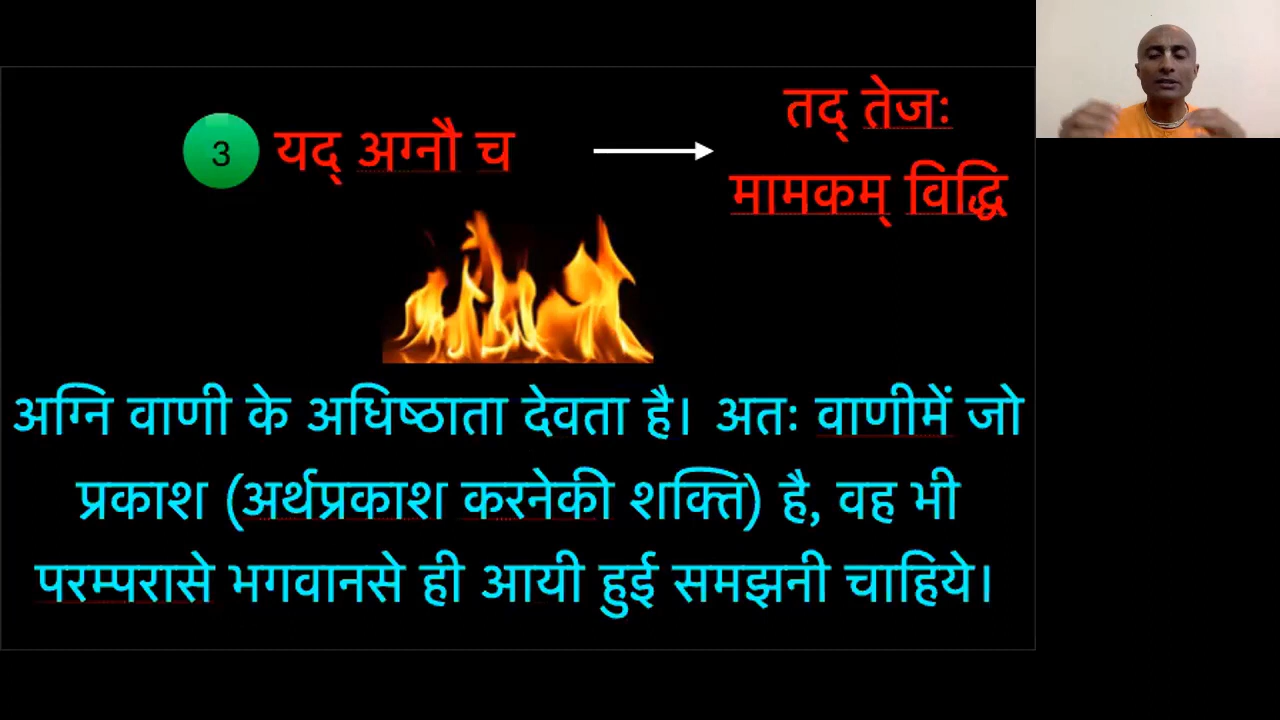 3 यद् अग्नौ च
तद् तेजः
मामकम् विद्धि
अग्नि वाणी के अधिष्ठाता देवता है। अतः वाणीमें जो
प्रकाश (अर्थप्रकाश करनेकी शक्ति) है, वह भी
परम्परासे भगवानसे ही आयी हुई समझनी चाहिये।